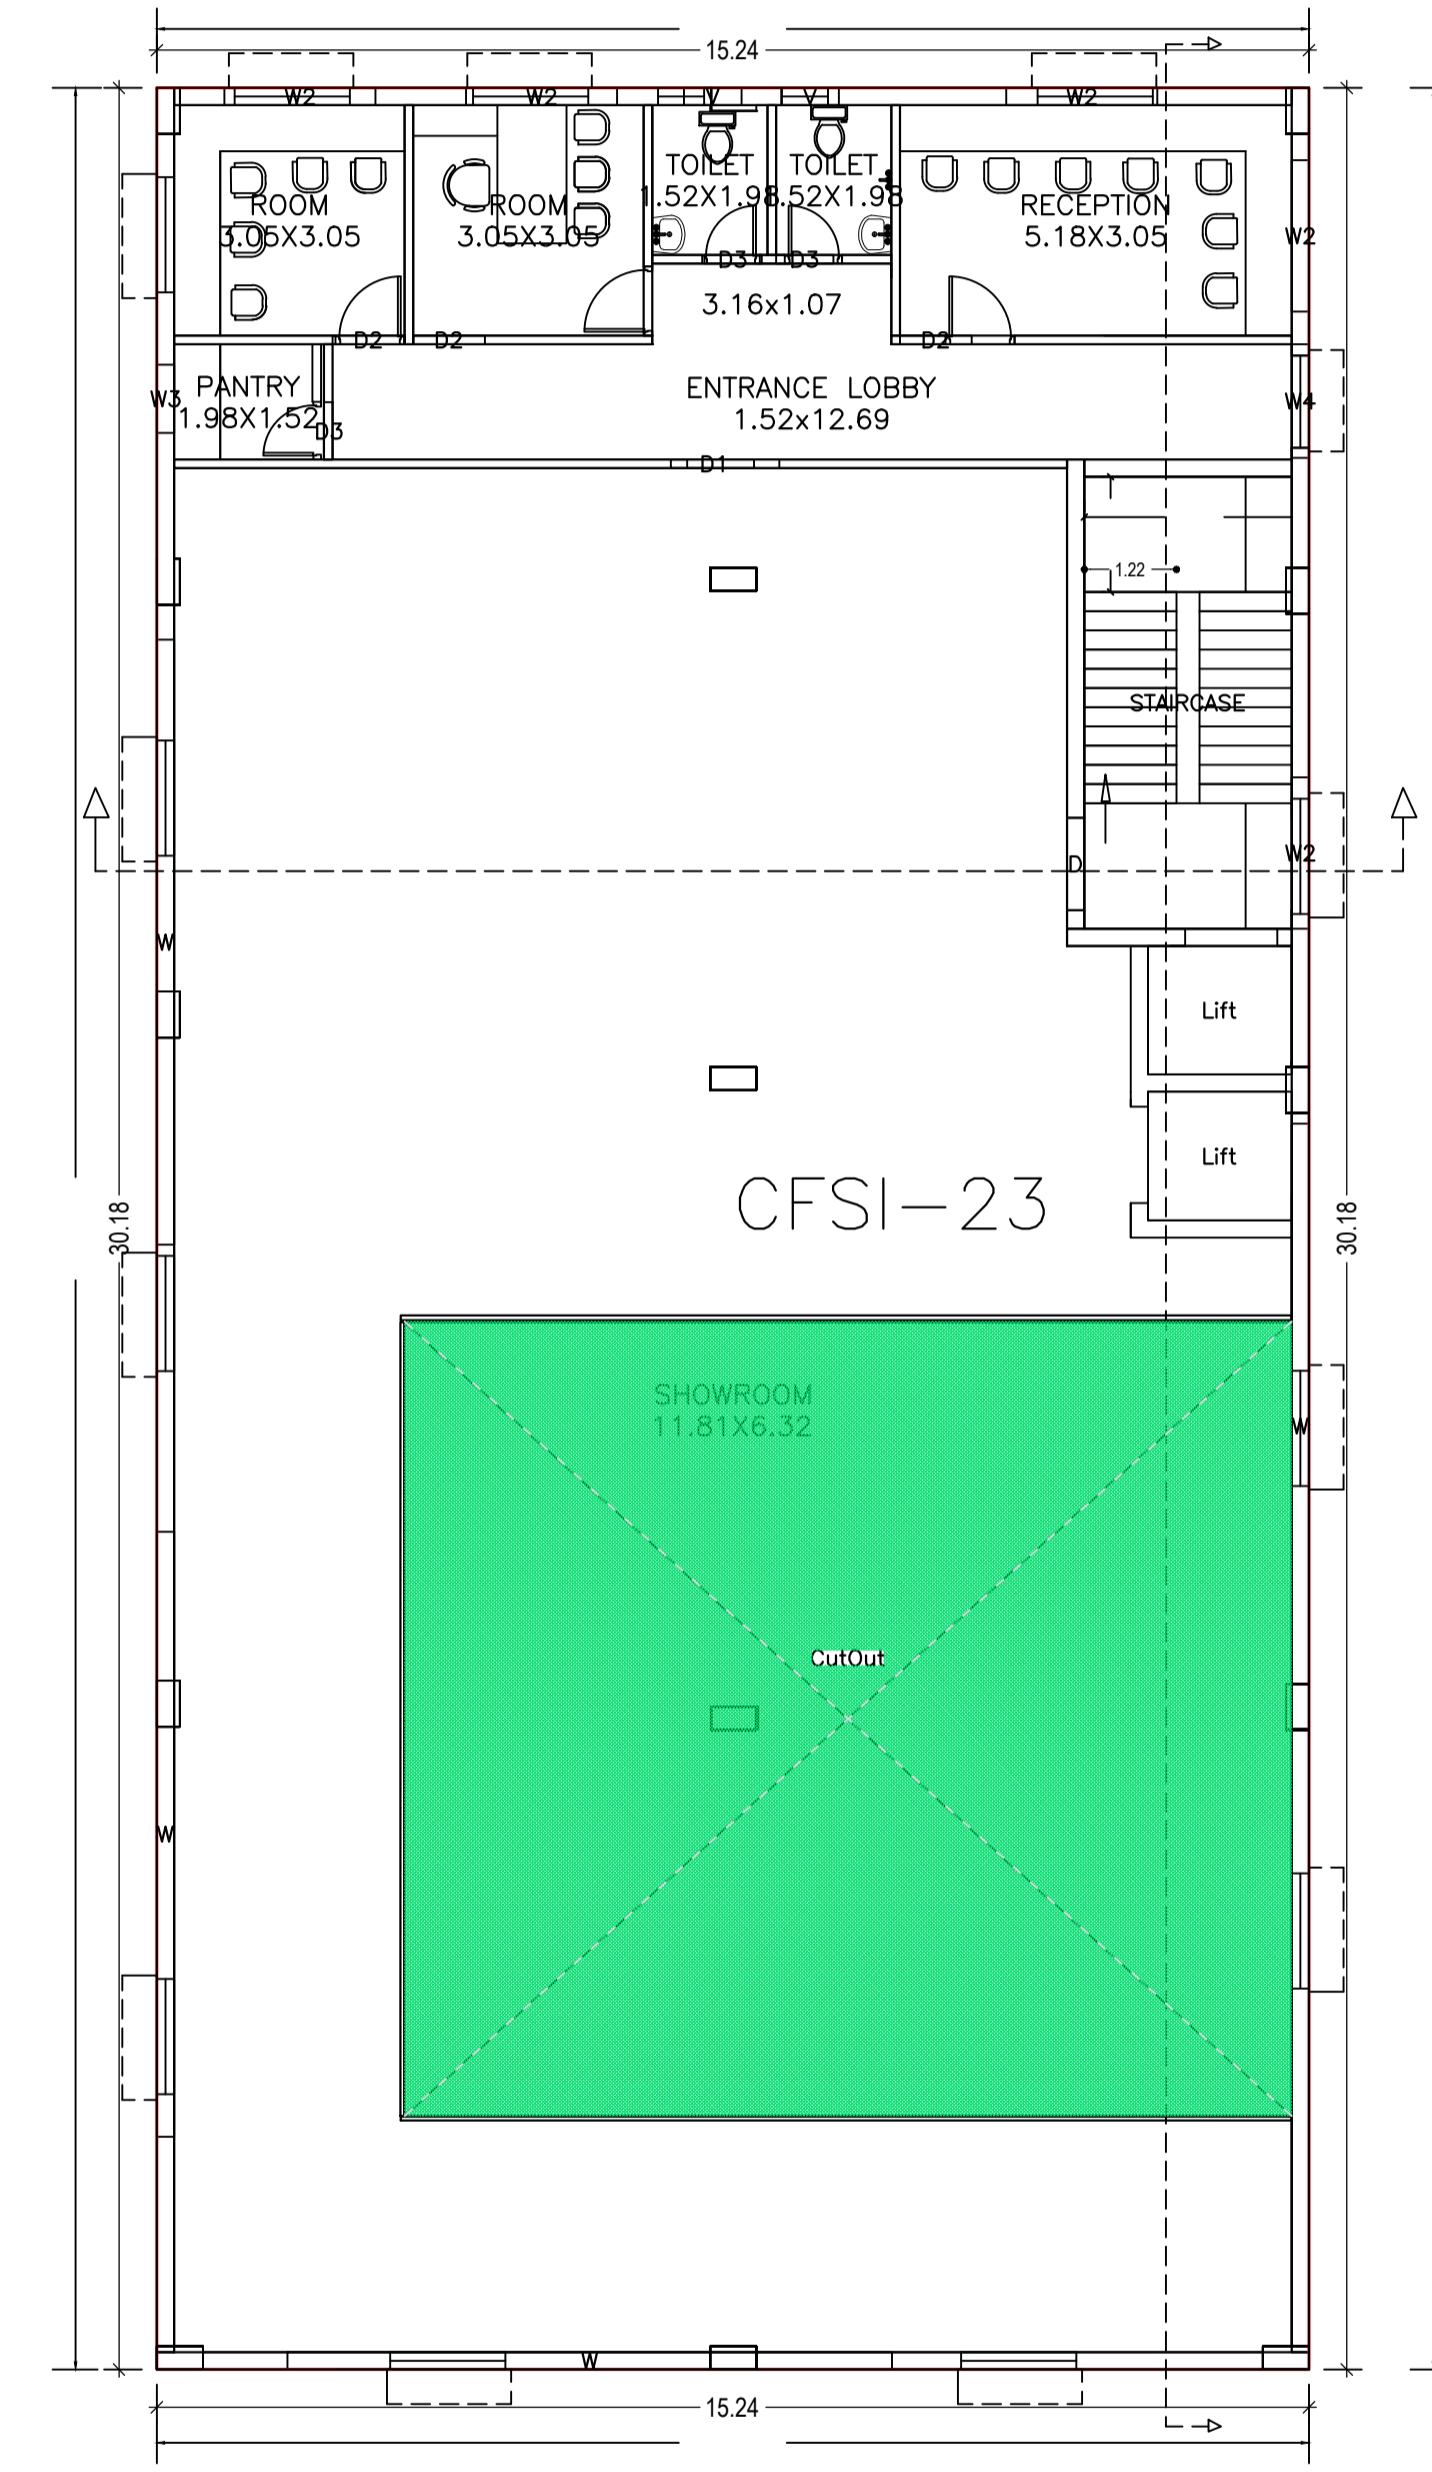 15.24
W2
W2
V
V
W2
TOILET
1.52X1.98
TOILET
1.52X1.98
ROOM
3.05X3.05
ROOM
3.05X3.05
RECEPTION
5.18X3.05
W2
D3
D3
3.16x1.07
D2
D2
D2
W3
PANTRY
1.98X1.52
D3
ENTRANCE LOBBY
1.52x12.69
W4
D1
1.22
STAIRCASE
D
W2
W
Lift
Lift
CFSI-23
30.18
30.18
SHOWROOM
11.81X6.32
W
CutOut
W
W
15.24